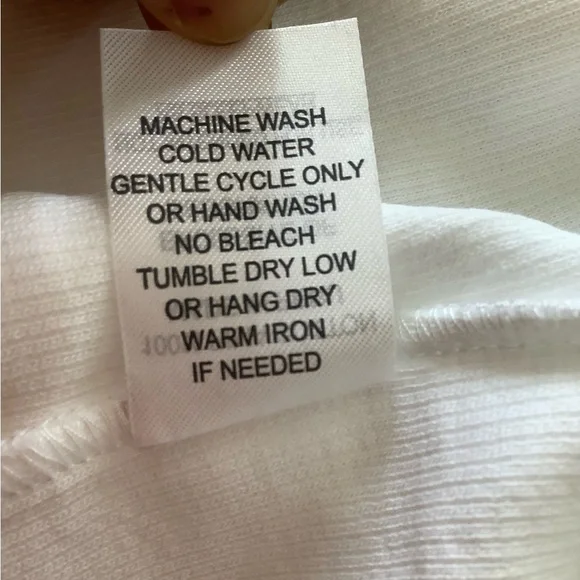 MACHINE WASH
COLD WATER
GENTLE CYCLE ONLY
OR HAND WASH
NO BLEACH
TUMBLE DRY LOW
OR HANG DRY
WARM IRON
IF NEEDED